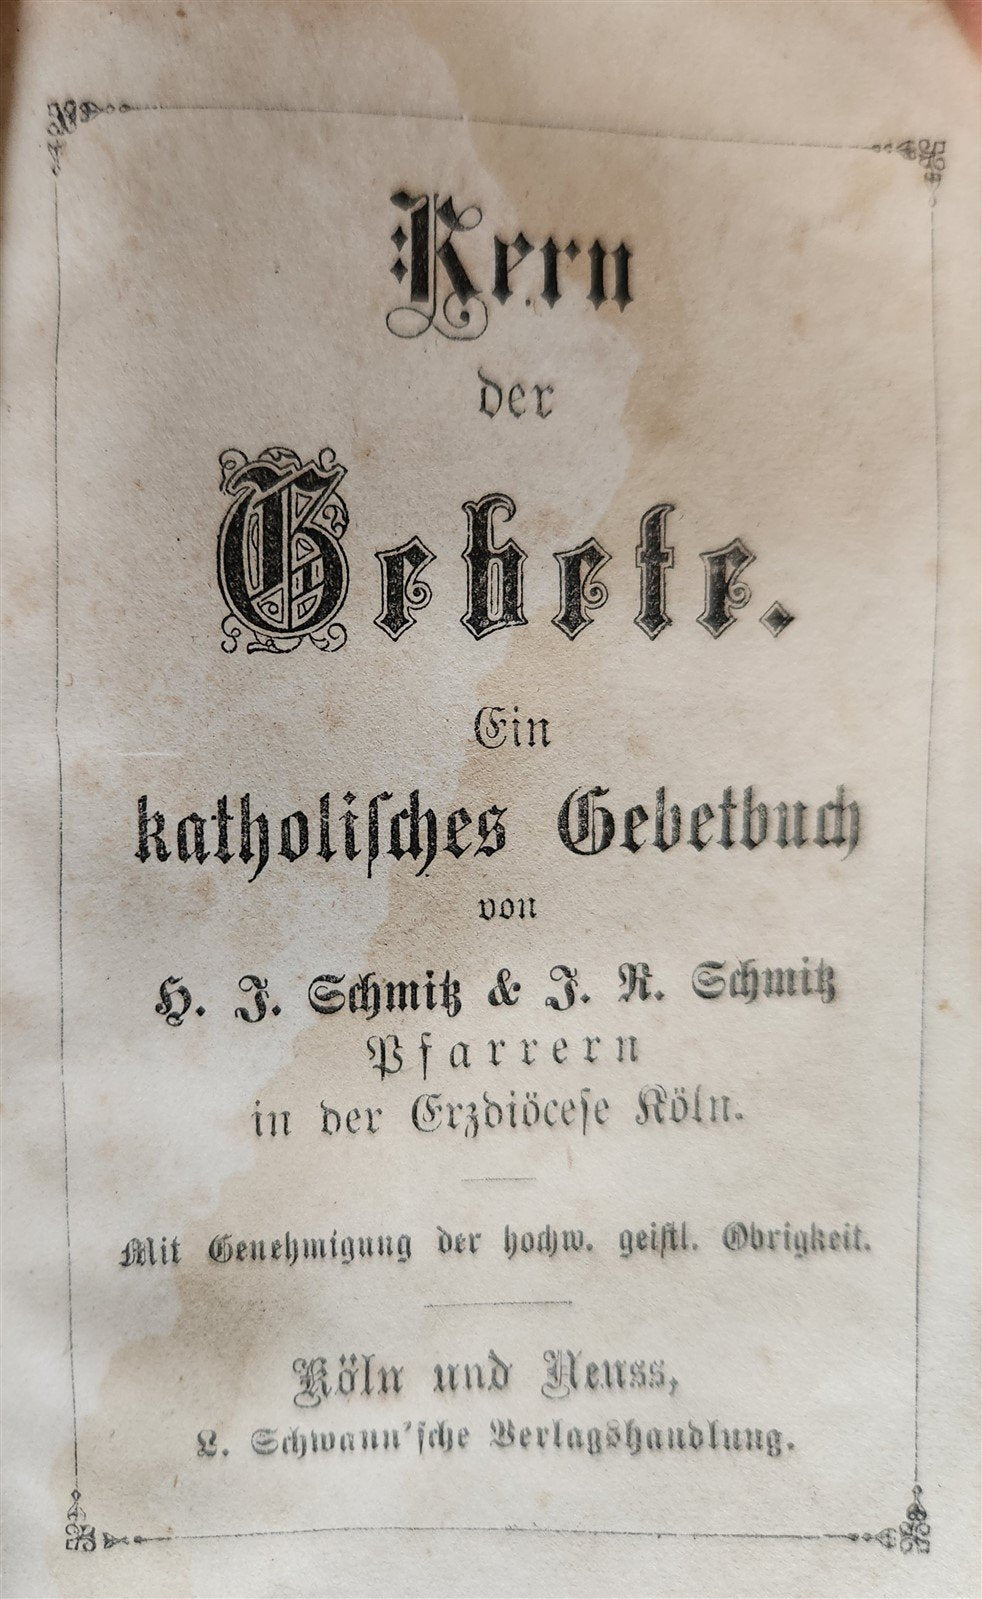 Kern
der
Gebete.
Ein
katholiſches Gebetbuch
von
H. J. Schmitz & J. R. Schmitz
Pfarrern
in der Erzdiöceſe Köln.
Mit Genehmigung der hochw. geiſtl. Obrigkeit.
Köln und Neuss,
L. Schwann'ſche Verlagshandlung.